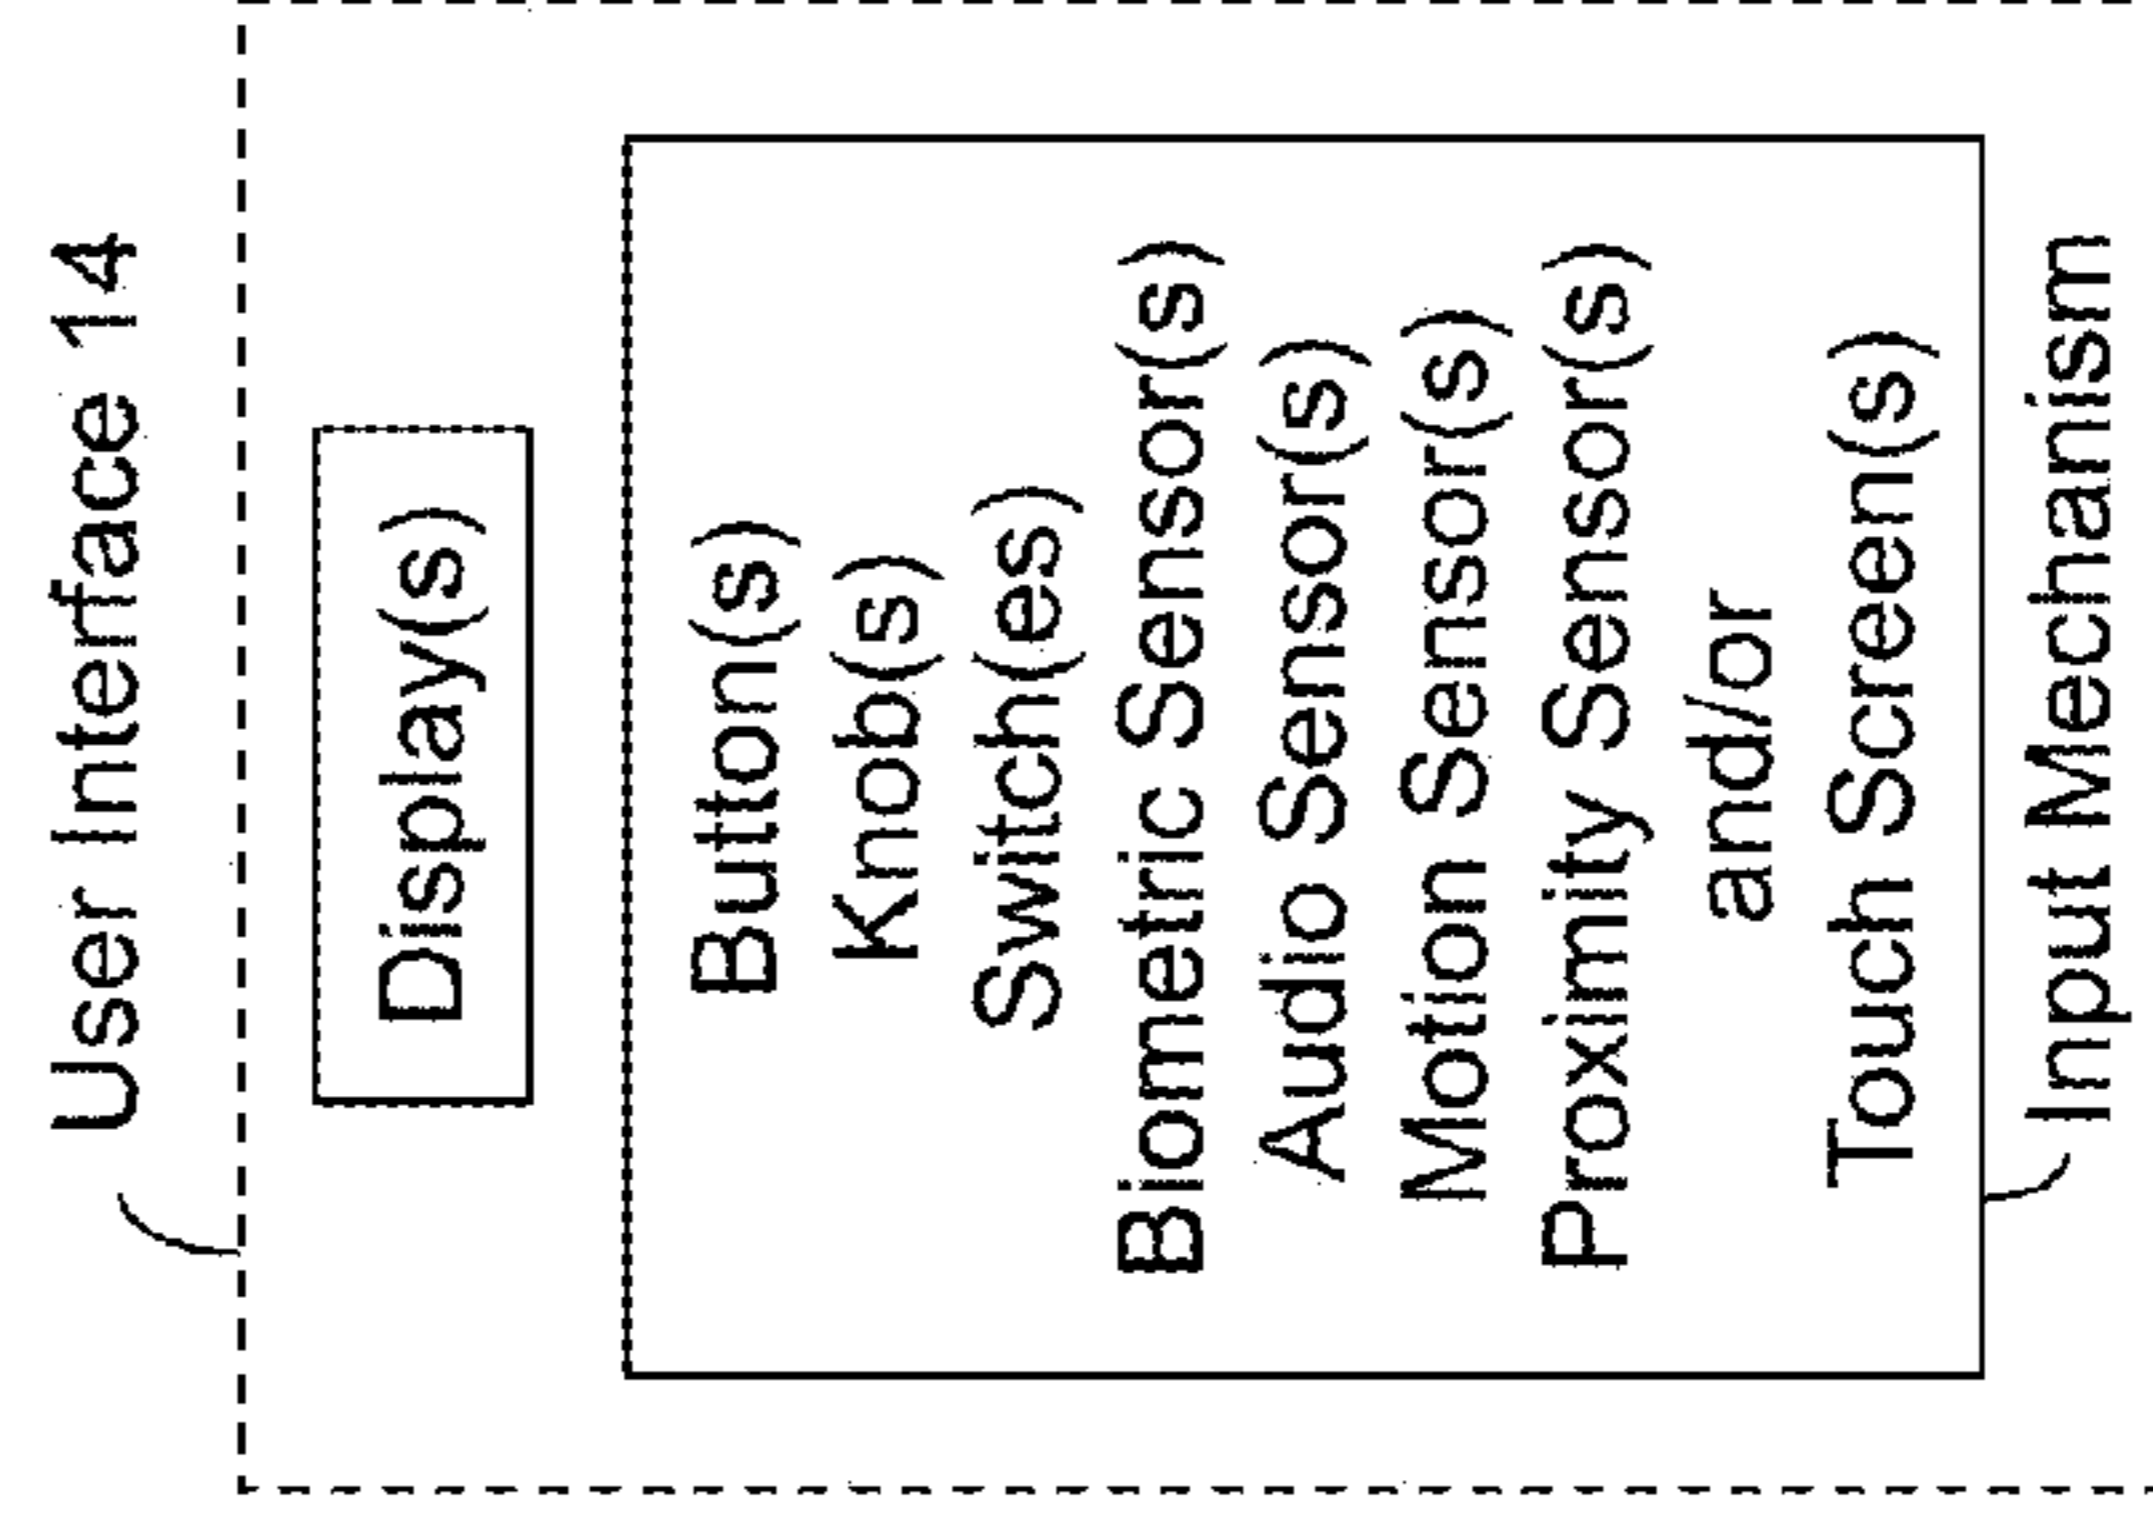 User Interface 14
Display(s)
Button(s)
Knob(s)
Switch(es)
Biometric Sensor(s)
Audio Sensor(s)
Motion Sensor(s)
Proximity Sensor(s)
and/or
Touch Screen(s)
Input Mechanism